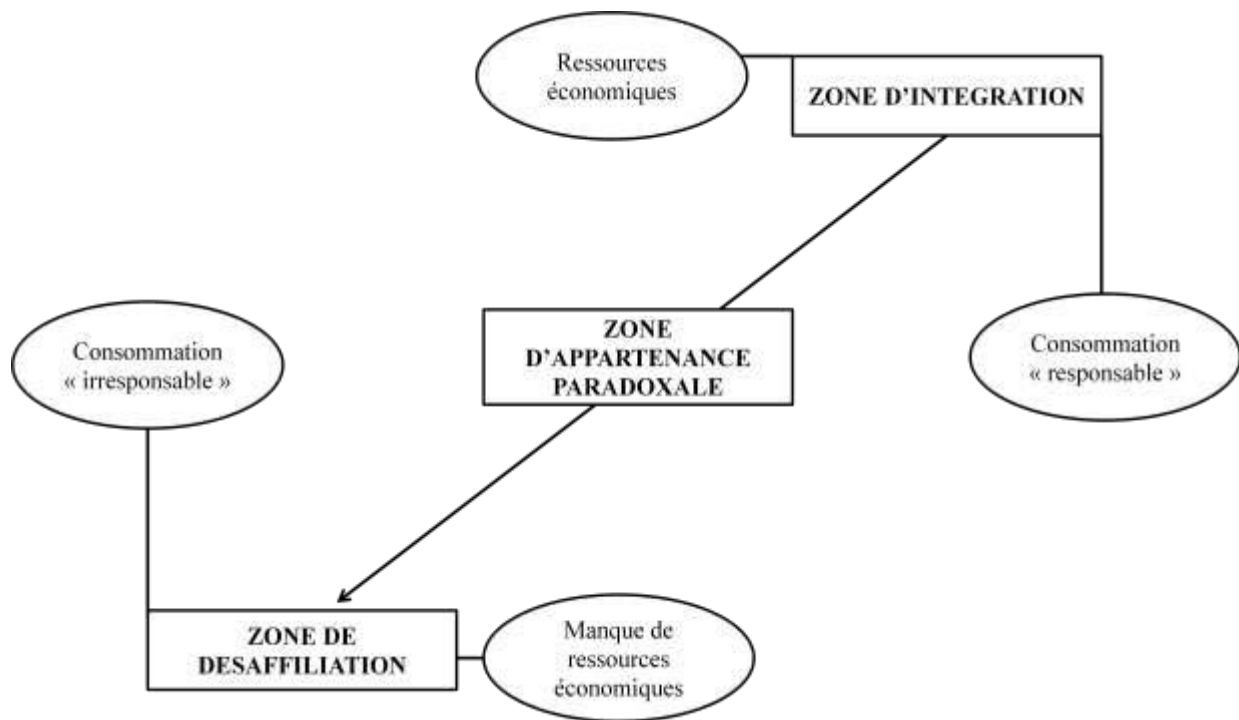 Ressources
économiques
ZONE D'INTEGRATION
ZONE
D'APPARTENANCE
PARADOXALE
Consommation
« irresponsable »
Consommation
« responsable »
ZONE DE
DESAFFILIATION
Manque de
ressources
économiques